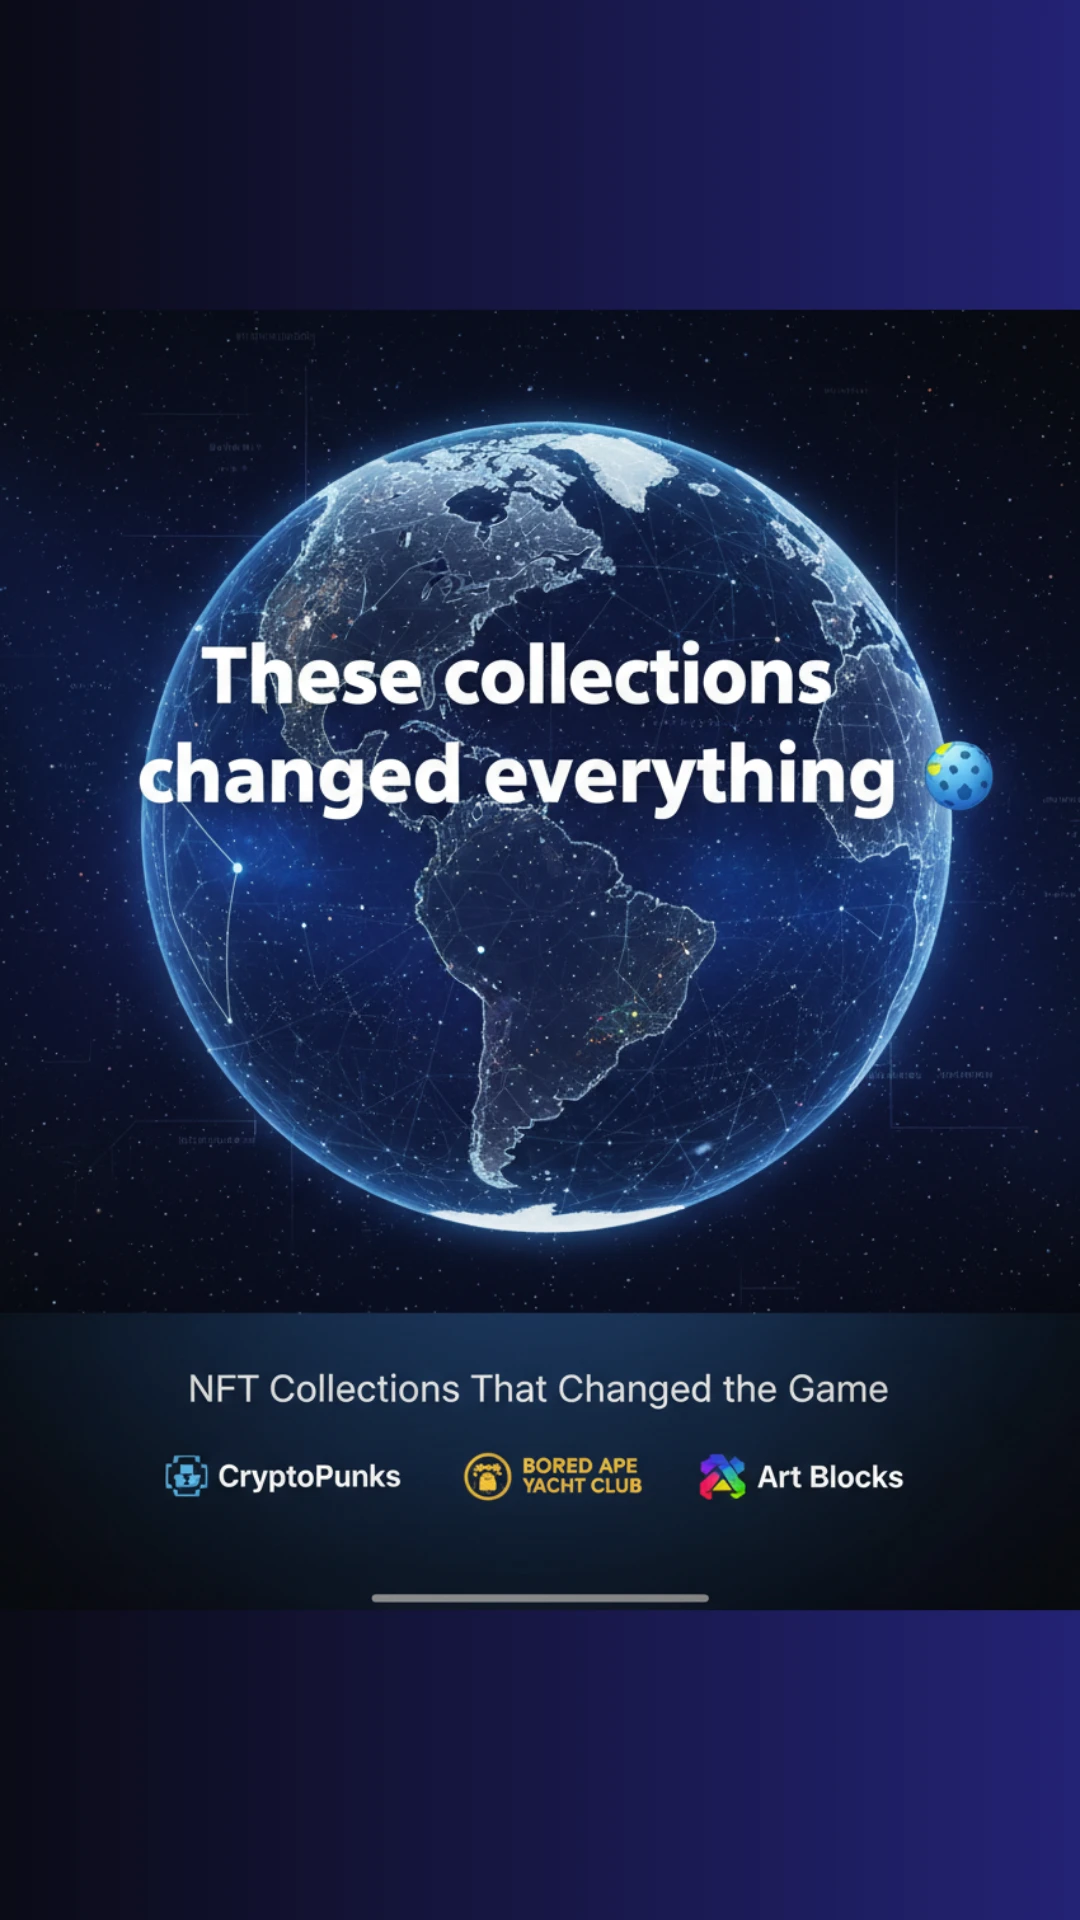 These collections
changed everything
NFT Collections That Changed the Game
CryptoPunks
BORED APE
YACHT CLUB
Art Blocks